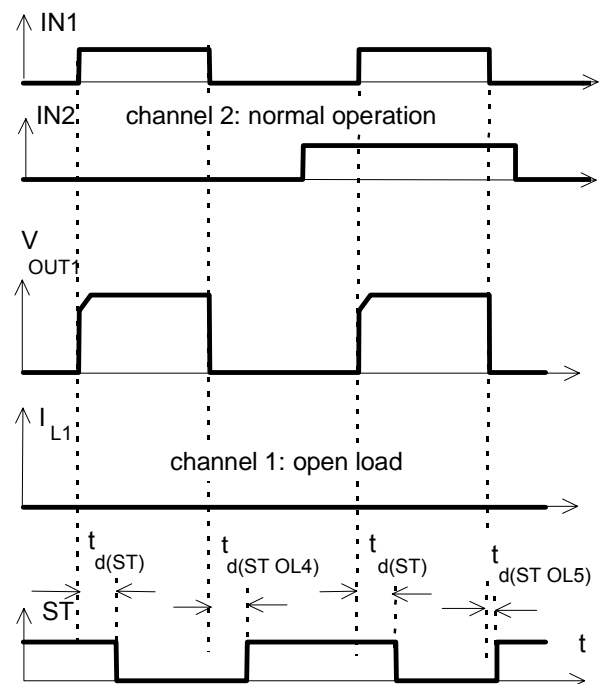 IN1
IN2
channel 2: normal operation
V
OUT1
I
L1
channel 1: open load
t
d(ST)
t
d(ST OL4)
t
d(ST)
t
d(ST OL5)
ST
t